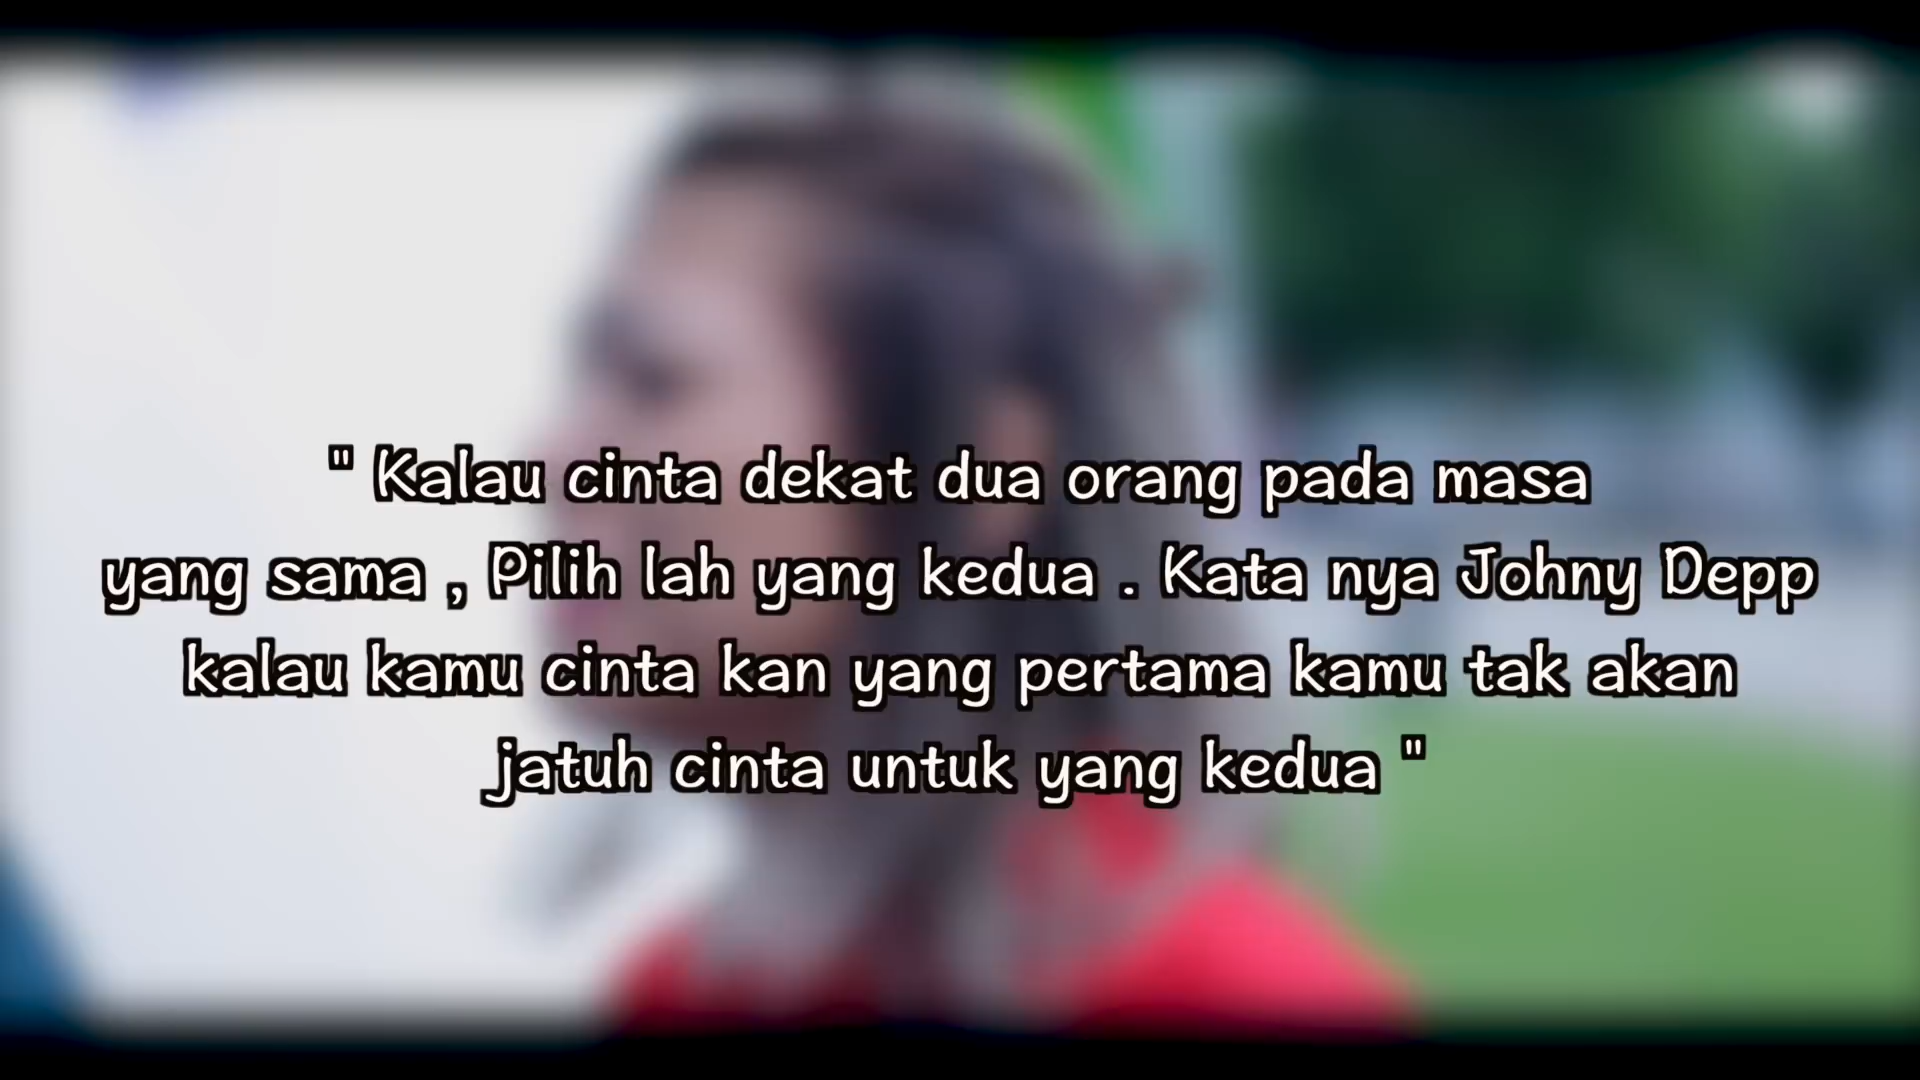 " Kalau cinta dekat dua orang pada masa
yang sama , Pilih lah yang kedua . Kata nya Johny Depp
kalau kamu cinta kan yang pertama kamu tak akan
jatuh cinta untuk yang kedua "